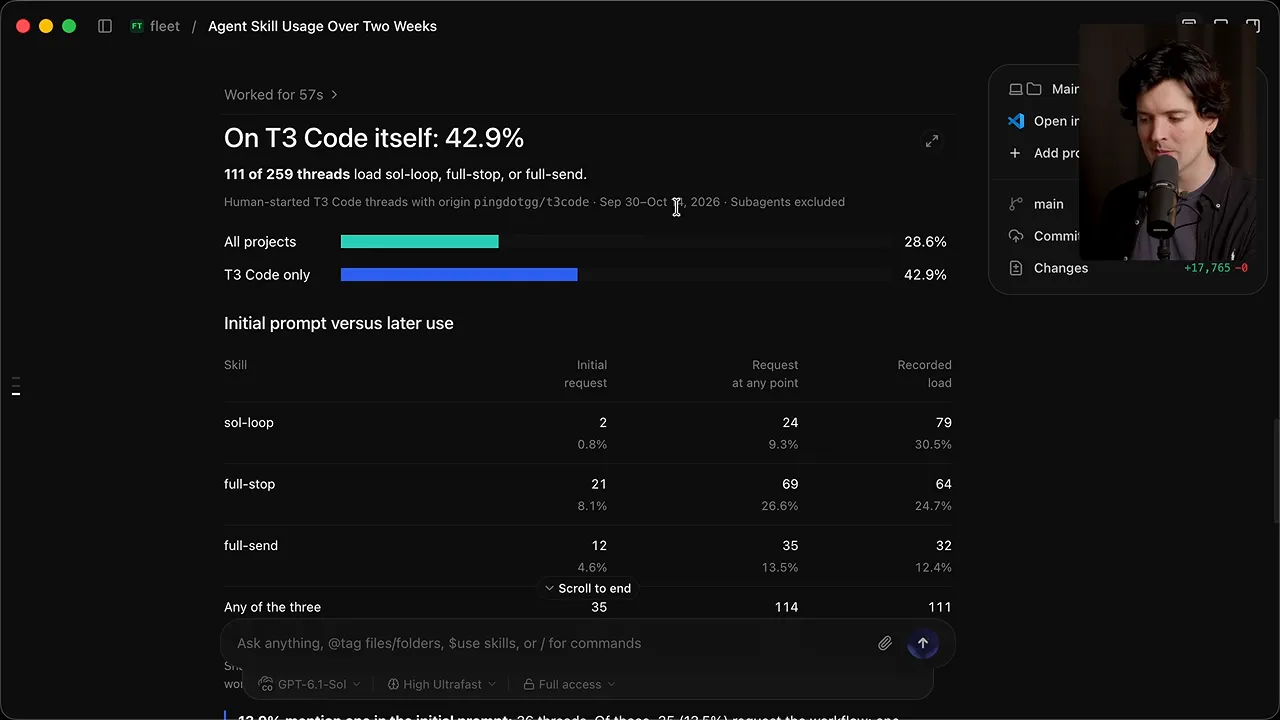 FT fleet / Agent Skill Usage Over Two Weeks
Worked for 57s
On T3 Code itself: 42.9%
111 of 259 threads load sol-loop, full-stop, or full-send.
Human-started T3 Code threads with origin pingdotgg/t3code · Sep 30–Oct 2026 · Subagents excluded
All projects 28.6%
T3 Code only 42.9%
Initial prompt versus later use
Skill Initial request Request at any point Recorded load
sol-loop 2 24 79
0.8% 9.3% 30.5%
full-stop 21 69 64
24.7% 26.6% 8.1%
full-send 12 35 32
4.6% 13.5% 12.4%
Scroll to end
Any of the three 35 114 111
Ask anything, @tag files/folders, $use skills, or / for commands
GPT-6.1-Sol High Ultrafast Full access
Main
Open in
Add
main
Changes +17,765 -0